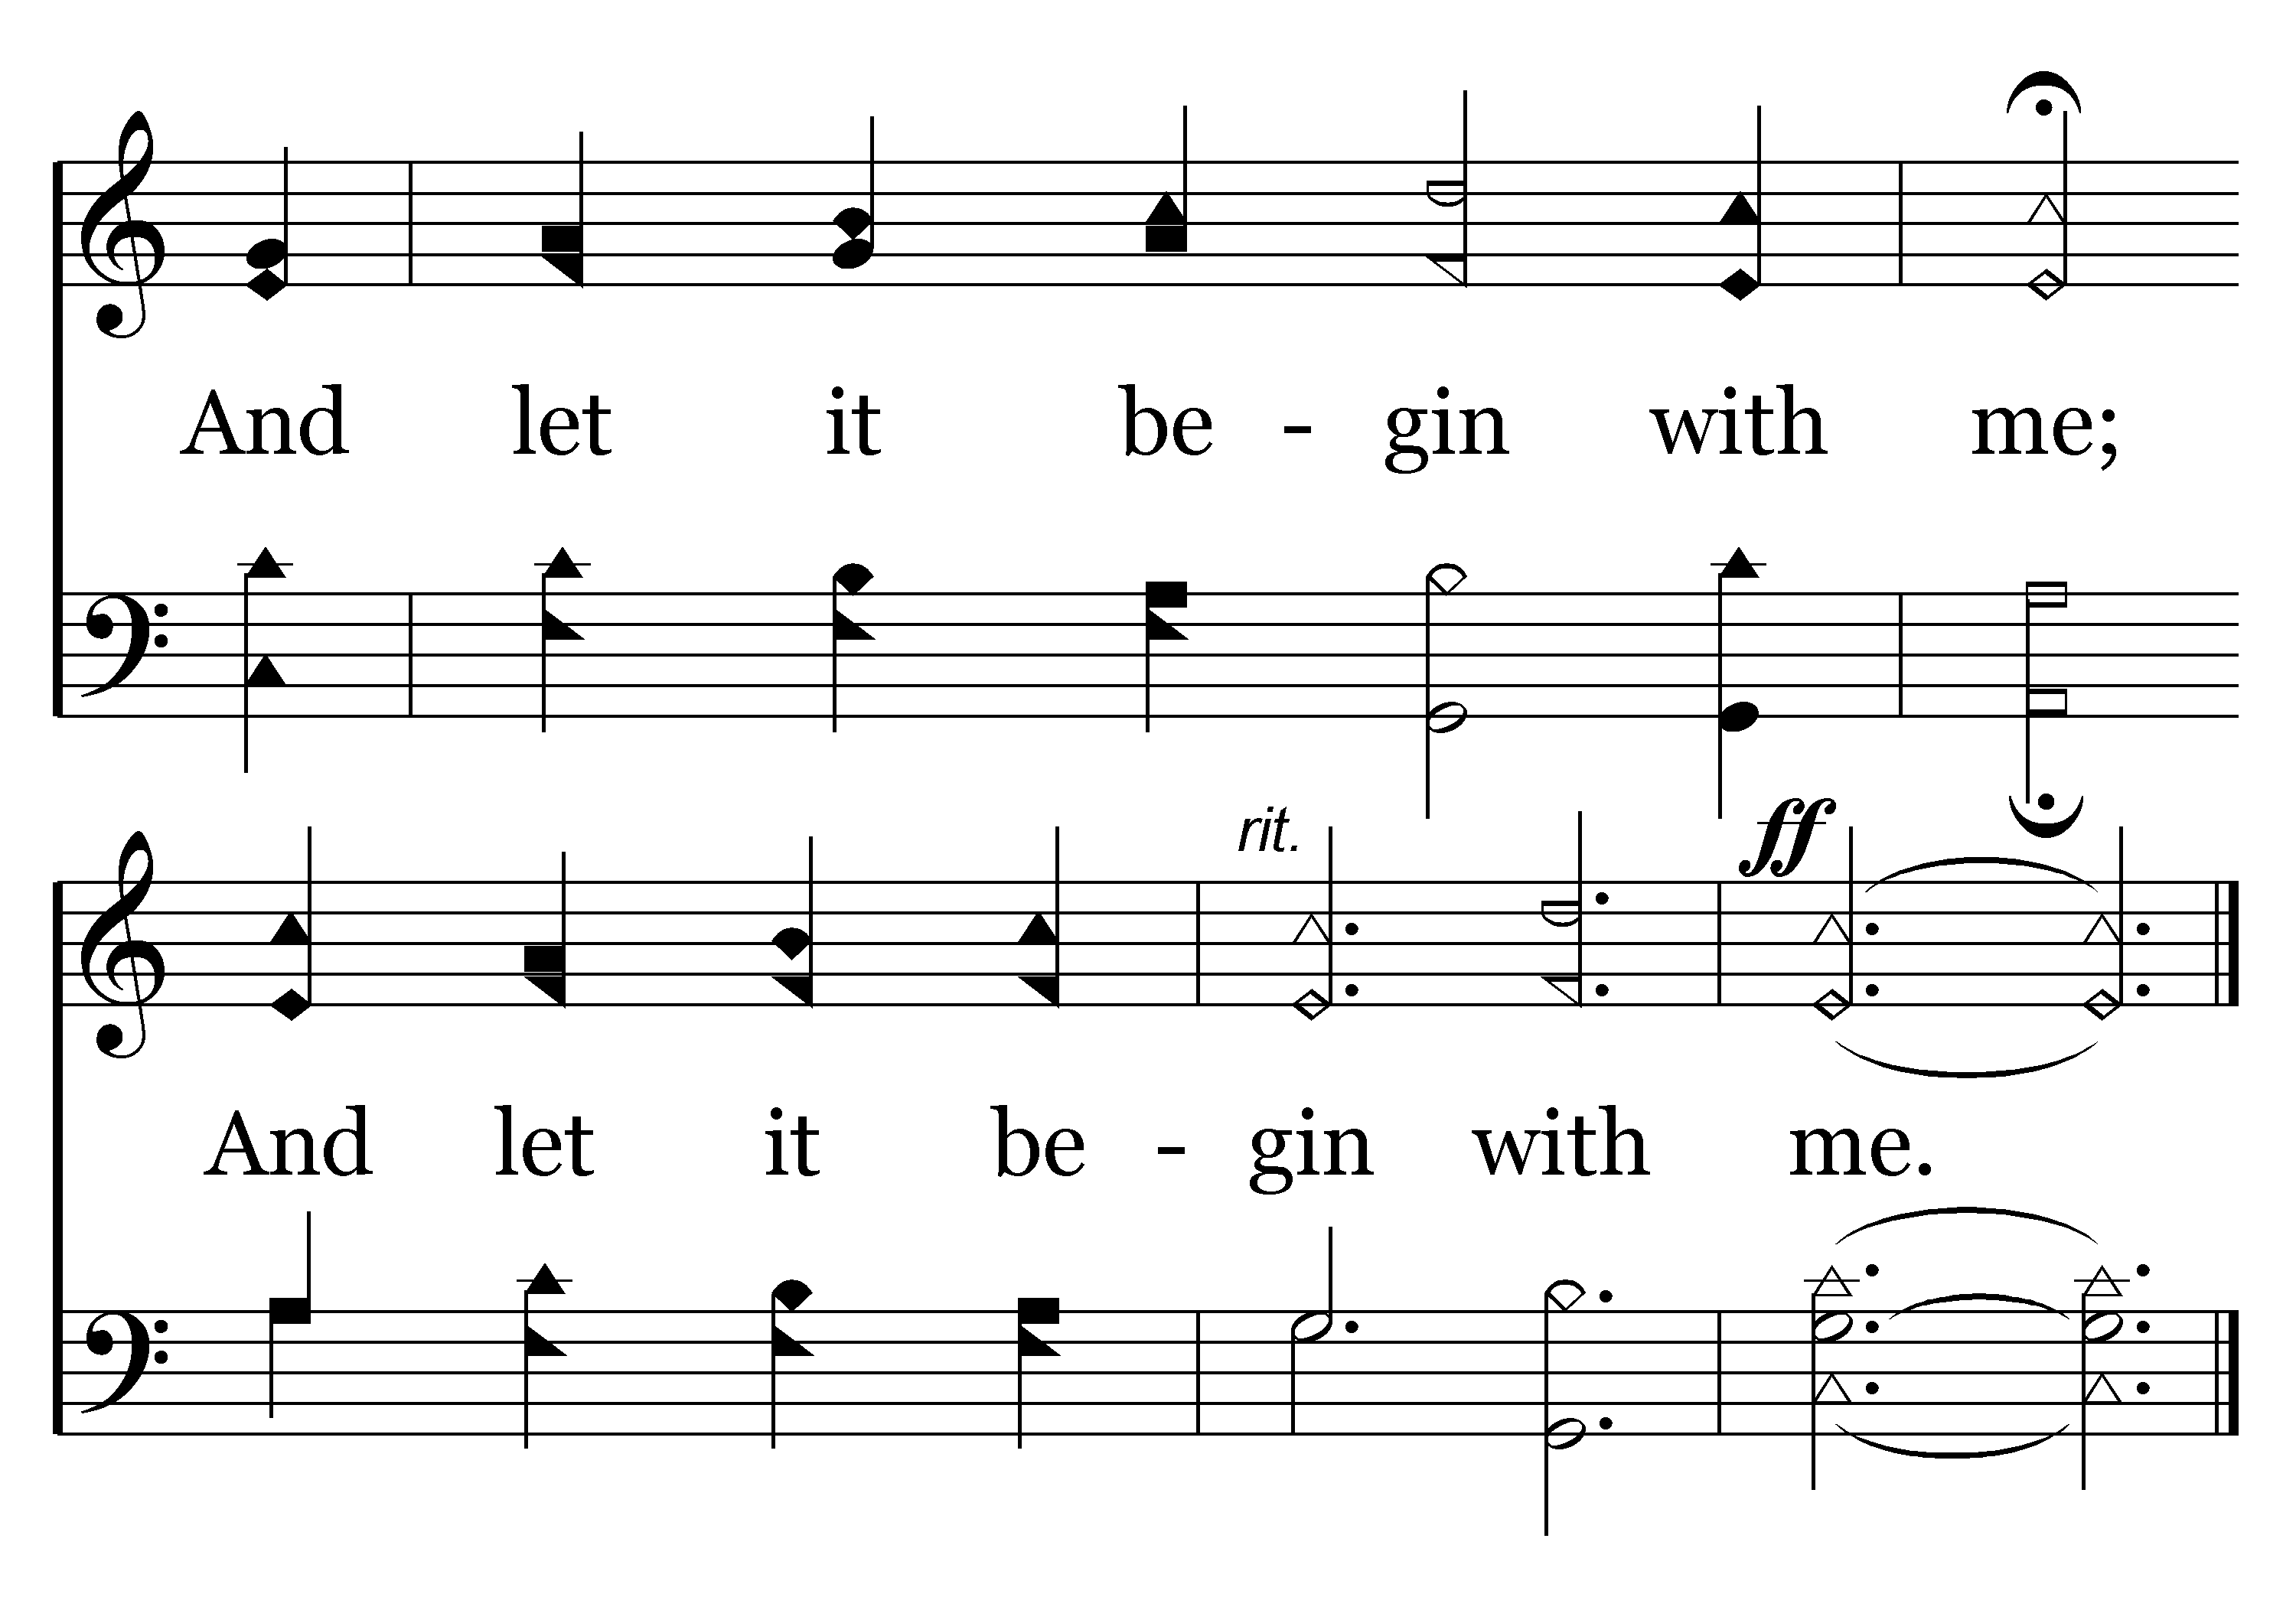 And let it be - gin with me;
rit. ff
And let it be - gin with me.